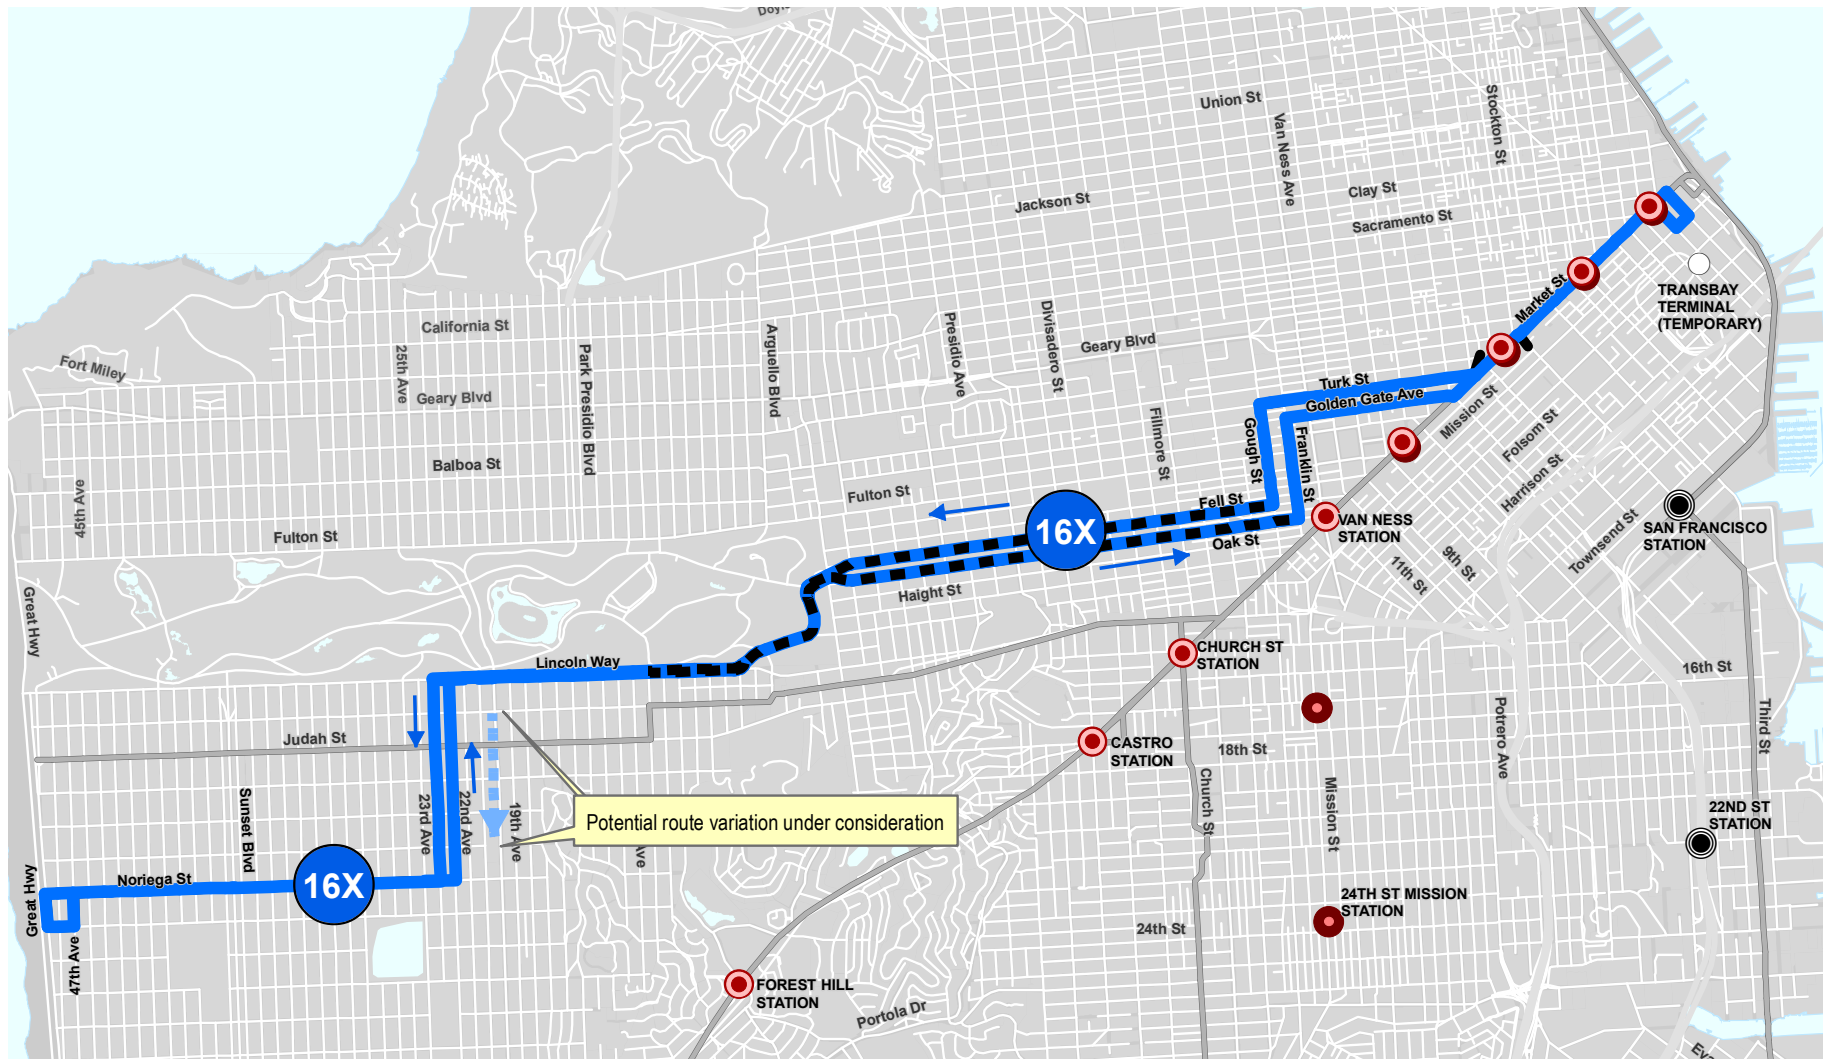 Doyl
Union St
Van Ness Ave
Stockton St
Clay St
Sacramento St
Jackson St
Market St
TRANSBAY
TERMINAL
(TEMPORARY)
California St
25th Ave
Park Presidio Blvd
Arguello Blvd
Presidio Ave
Divisadero St
Geary Blvd
Fort Miley
Geary Blvd
Turk St
Golden Gate Ave
Mission St
Folsom St
Harrison St
Fillmore St
Gough St
Franklin St
Balboa St
45th Ave
Fulton St
Fulton St
Fell St
16X
Oak St
VAN NESS
STATION
9th St
11th St
Townsend St
SAN FRANCISCO
STATION
Haight St
Great Hwy
Lincoln Way
CHURCH ST
STATION
16th St
Third St
Potrero Ave
Judah St
CASTRO
STATION
18th St
Church St
Mission St
Sunset Blvd
23rd Ave
22nd Ave
19th Ave
Ave
Potential route variation under consideration
22ND ST
STATION
Noriega St
16X
Great Hwy
47th Ave
24TH ST MISSION
STATION
24th St
FOREST HILL
STATION
Portola Dr
Ev